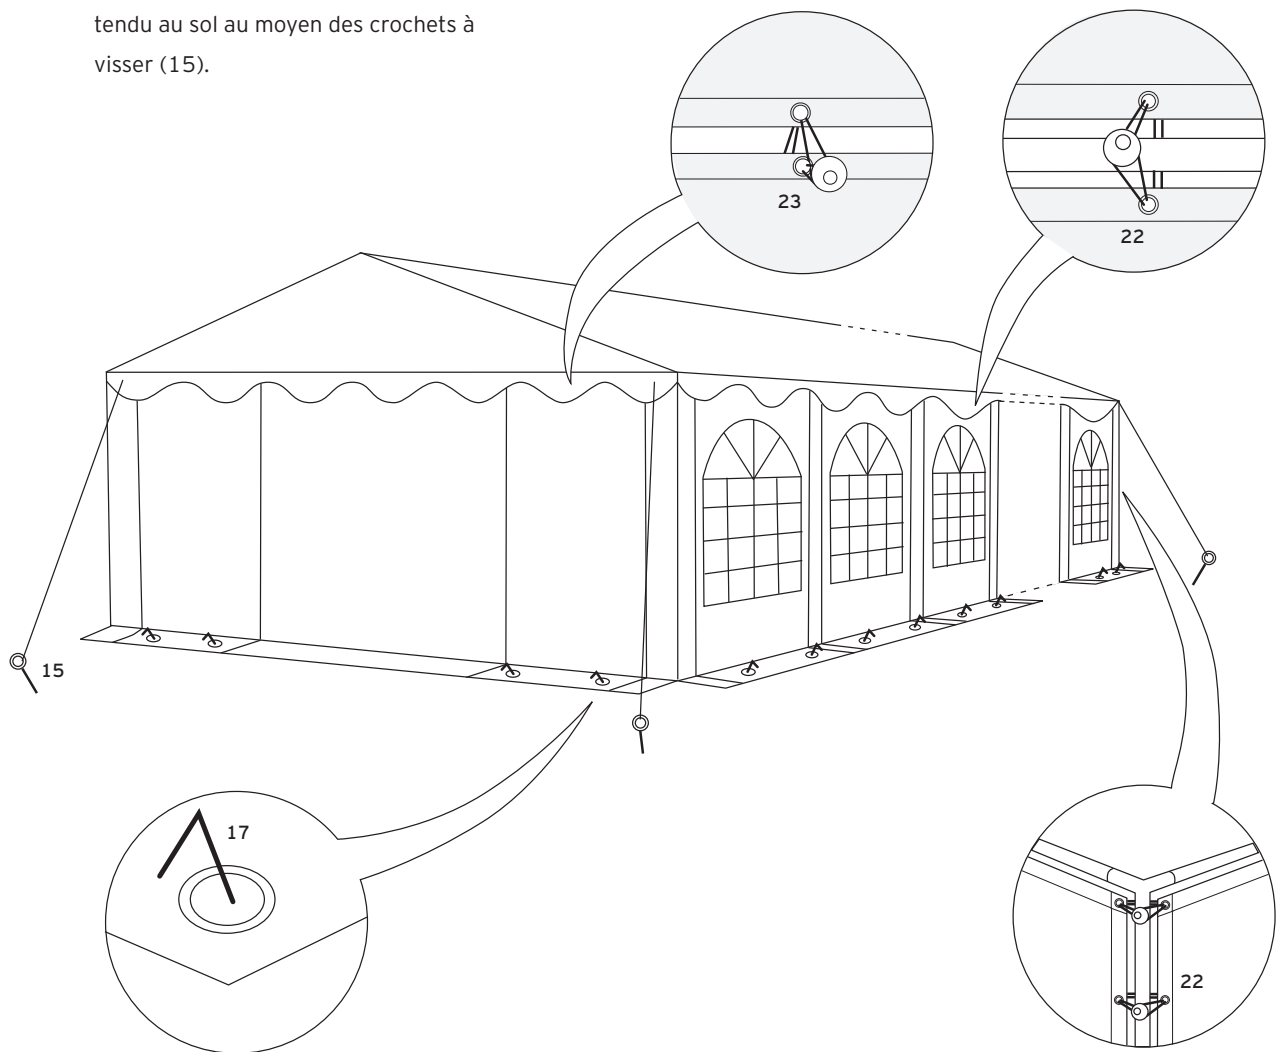 tendu au sol au moyen des crochets à
visser (15).
23
22
15
17
22